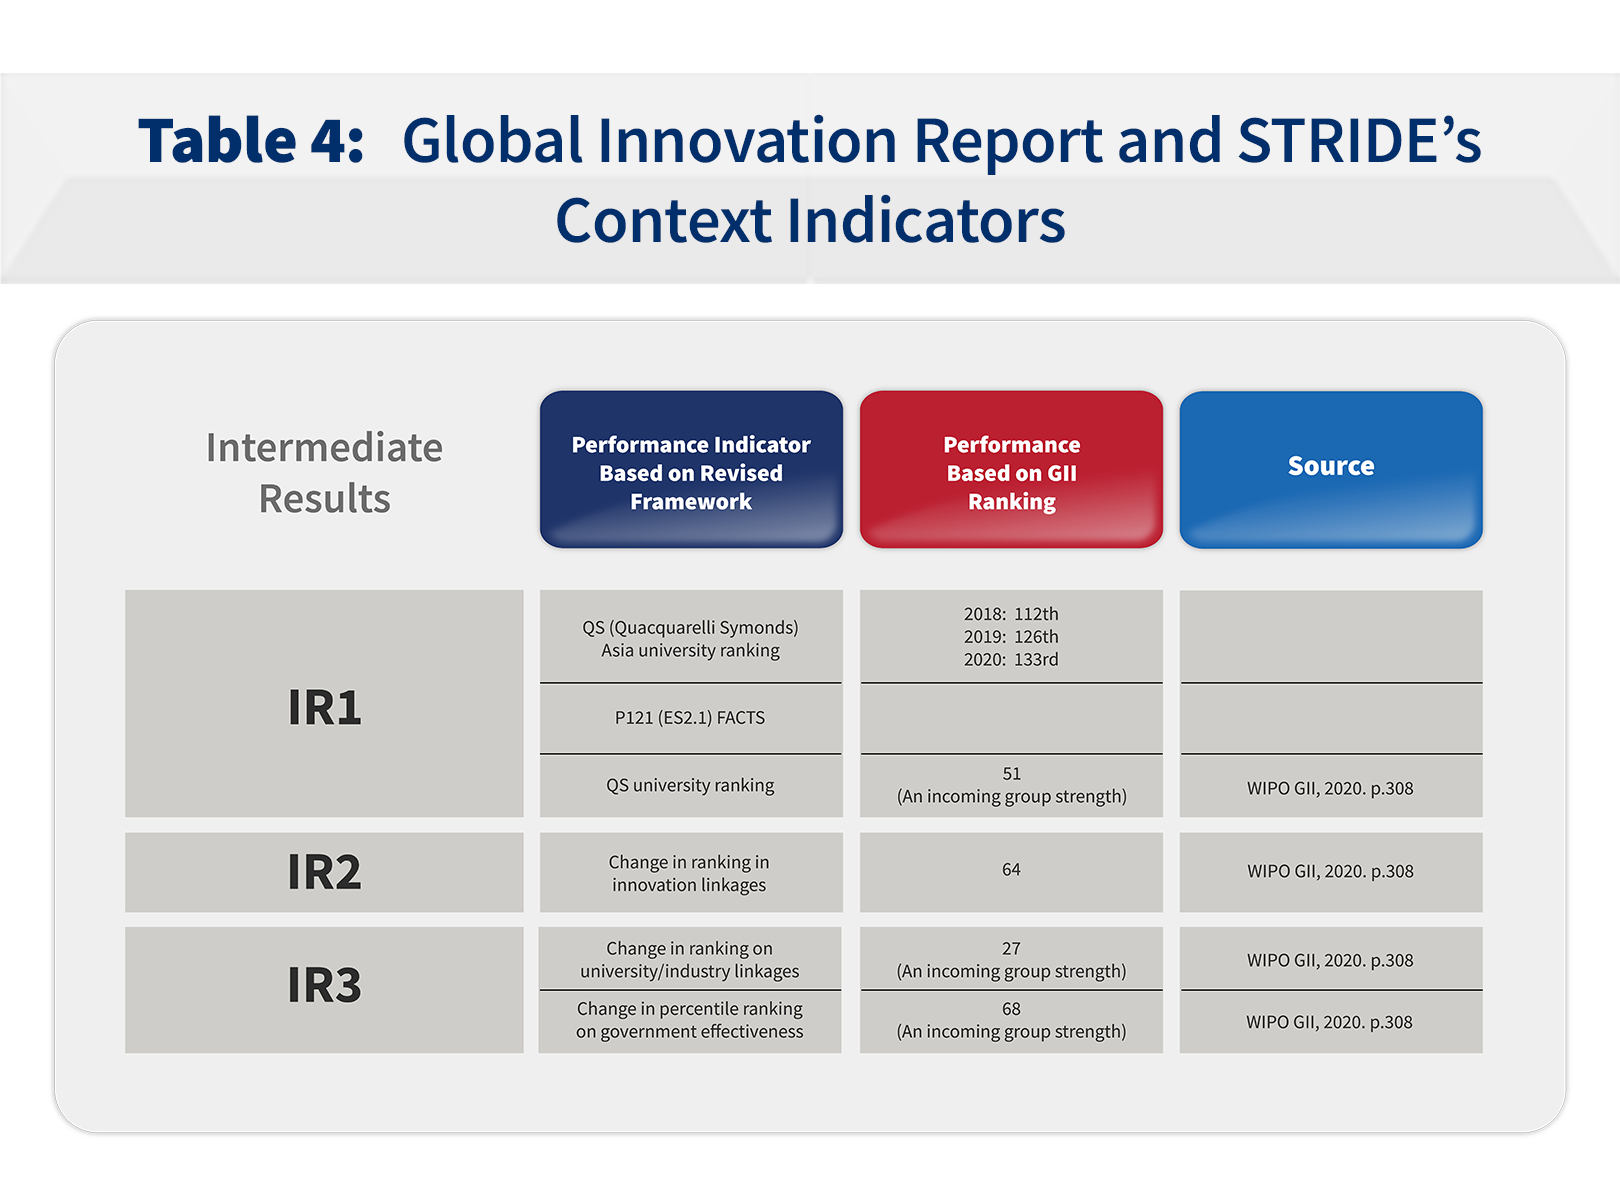 Table 4: Global Innovation Report and STRIDE’s
Context Indicators
Intermediate
Results
Performance Indicator
Based on Revised
Framework
Performance
Based on GII
Ranking
Source
IR1
QS (Quacquarelli Symonds)
Asia university ranking
2018: 112th
2019: 126th
2020: 133rd
P121 (ES2.1) FACTS
QS university ranking
51
(An incoming group strength)
WIPO GII, 2020. p.308
IR2
Change in ranking in
innovation linkages
64
WIPO GII, 2020. p.308
IR3
Change in ranking on
university/industry linkages
27
(An incoming group strength)
WIPO GII, 2020. p.308
Change in percentile ranking
on government effectiveness
68
(An incoming group strength)
WIPO GII, 2020. p.308